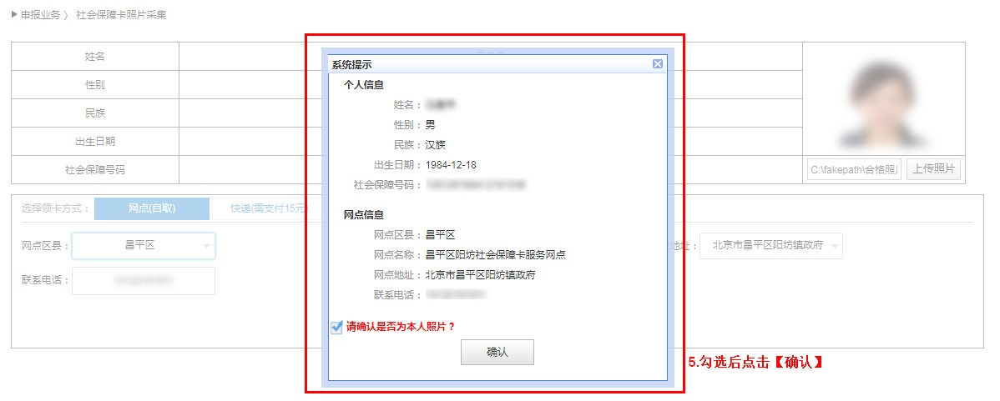 申报业务 〉 社会保障卡照片采集
姓名
性别
民族
出生日期
社会保障号码
C:\fakepath\合格照片
上传照片
选择领卡方式：
网点(自取)
快递(需支付15元)
网点区县：
昌平区
地址：
北京市昌平区阳坊镇政府
联系电话：
系统提示
个人信息
姓名：
性别：男
民族：汉族
出生日期：1984-12-18
社会保障号码：
网点信息
网点区县：昌平区
网点名称：昌平区阳坊社会保障卡服务网点
网点地址：北京市昌平区阳坊镇政府
联系电话：
请确认是否为本人照片？
确认
5.勾选后点击【确认】